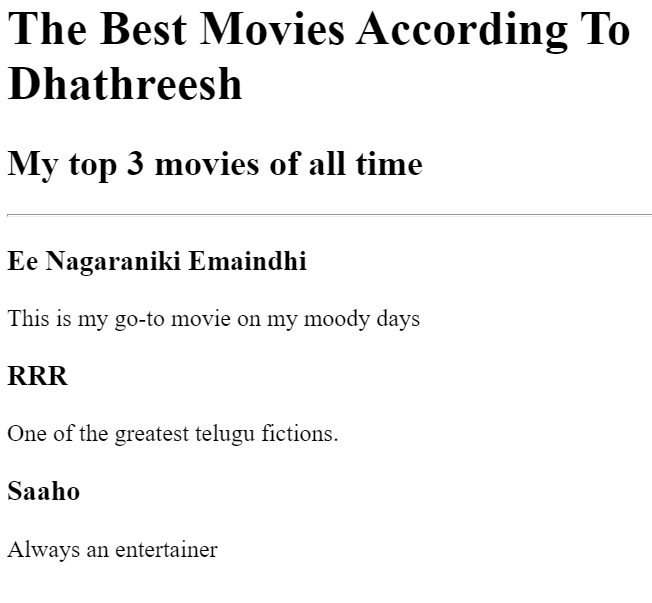 The Best Movies According To
Dhathreesh
My top 3 movies of all time
Ee Nagaraniki Emaindhi
This is my go-to movie on my moody days
RRR
One of the greatest telugu fictions.
Saaho
Always an entertainer